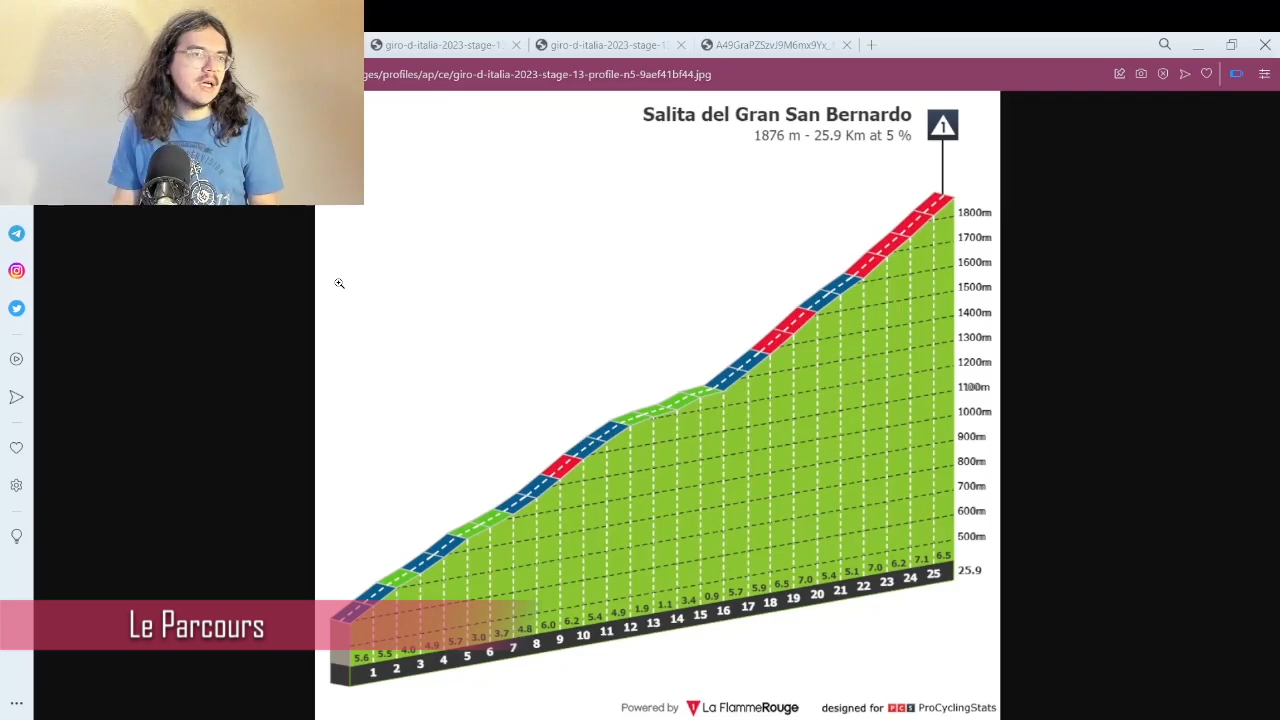 giro-d-italia-2023-stage-1
giro-d-italia-2023-stage-1
A49GraPZSzvJ9M6mx9Yx_
ges/profiles/ap/ce/giro-d-italia-2023-stage-13-profile-n5-9aef41bf44.jpg
Salita del Gran San Bernardo
1876 m - 25.9 Km at 5 %
1
1800m
1700m
1600m
1500m
1400m
1300m
1200m
1100m
1000m
900m
800m
700m
600m
500m
25.9
5.6 5.5 4.0 4.9 5.7 3.0 3.7 4.8 6.0 6.2 5.4 4.9 1.9 1.1 3.4 0.9 5.7 5.9 6.5 7.0 5.4 5.1 7.0 6.2 7.1 6.5
1 2 3 4 5 6 7 8 9 10 11 12 13 14 15 16 17 18 19 20 21 22 23 24 25
Le Parcours
Powered by La FlammeRouge designed for PCS ProCyclingStats